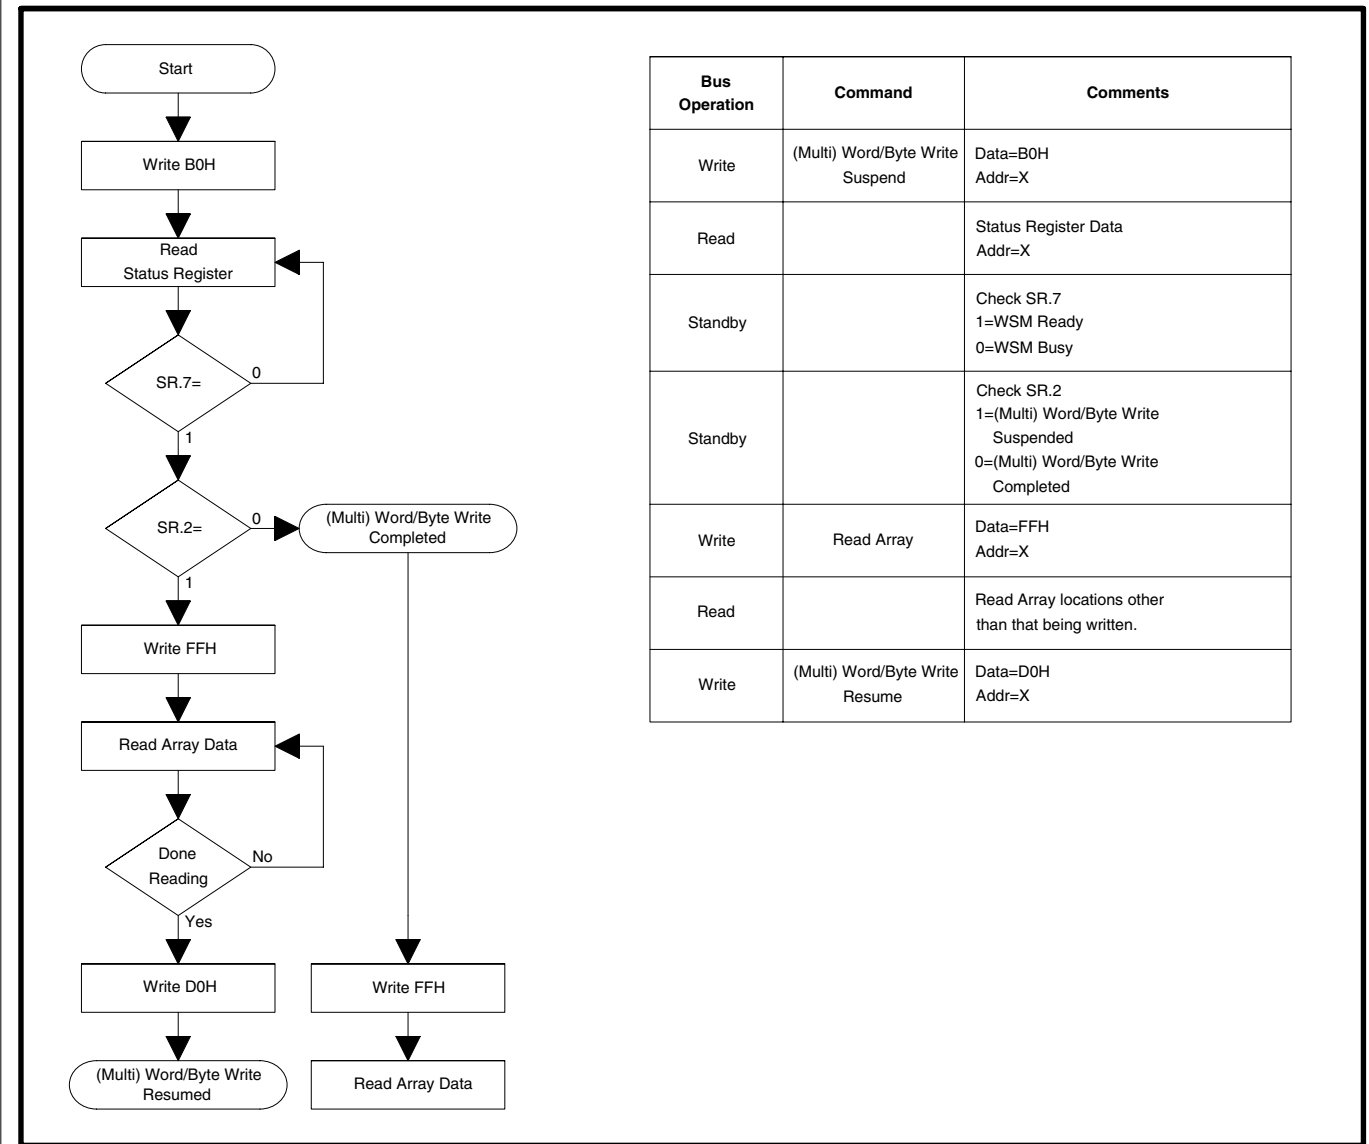 Start
Write B0H
Read
Status Register
SR.7=
0
1
SR.2=
0
(Multi) Word/Byte Write
Completed
1
Write FFH
Read Array Data
Done
Reading
No
Yes
Write D0H
Write FFH
(Multi) Word/Byte Write
Resumed
Read Array Data
Bus
Operation
Command
Comments
Write
(Multi) Word/Byte Write
Suspend
Data=B0H
Addr=X
Read
Status Register Data
Addr=X
Standby
Check SR.7
1=WSM Ready
0=WSM Busy
Standby
Check SR.2
1=(Multi) Word/Byte Write
Suspended
0=(Multi) Word/Byte Write
Completed
Write
Read Array
Data=FFH
Addr=X
Read
Read Array locations other
than that being written.
Write
(Multi) Word/Byte Write
Resume
Data=D0H
Addr=X